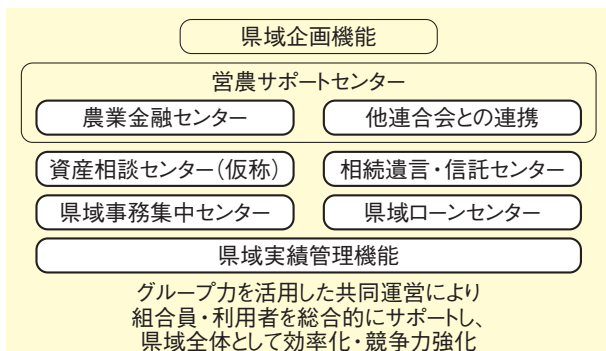 県域企画機能
営農サポートセンター
農業金融センター 他連合会との連携
資産相談センター（仮称） 相続遺言・信託センター
県域事務集中センター 県域ローンセンター
県域実績管理機能
グループ力を活用した共同運営により
組合員・利用者を総合的にサポートし、
県域全体として効率化・競争力強化